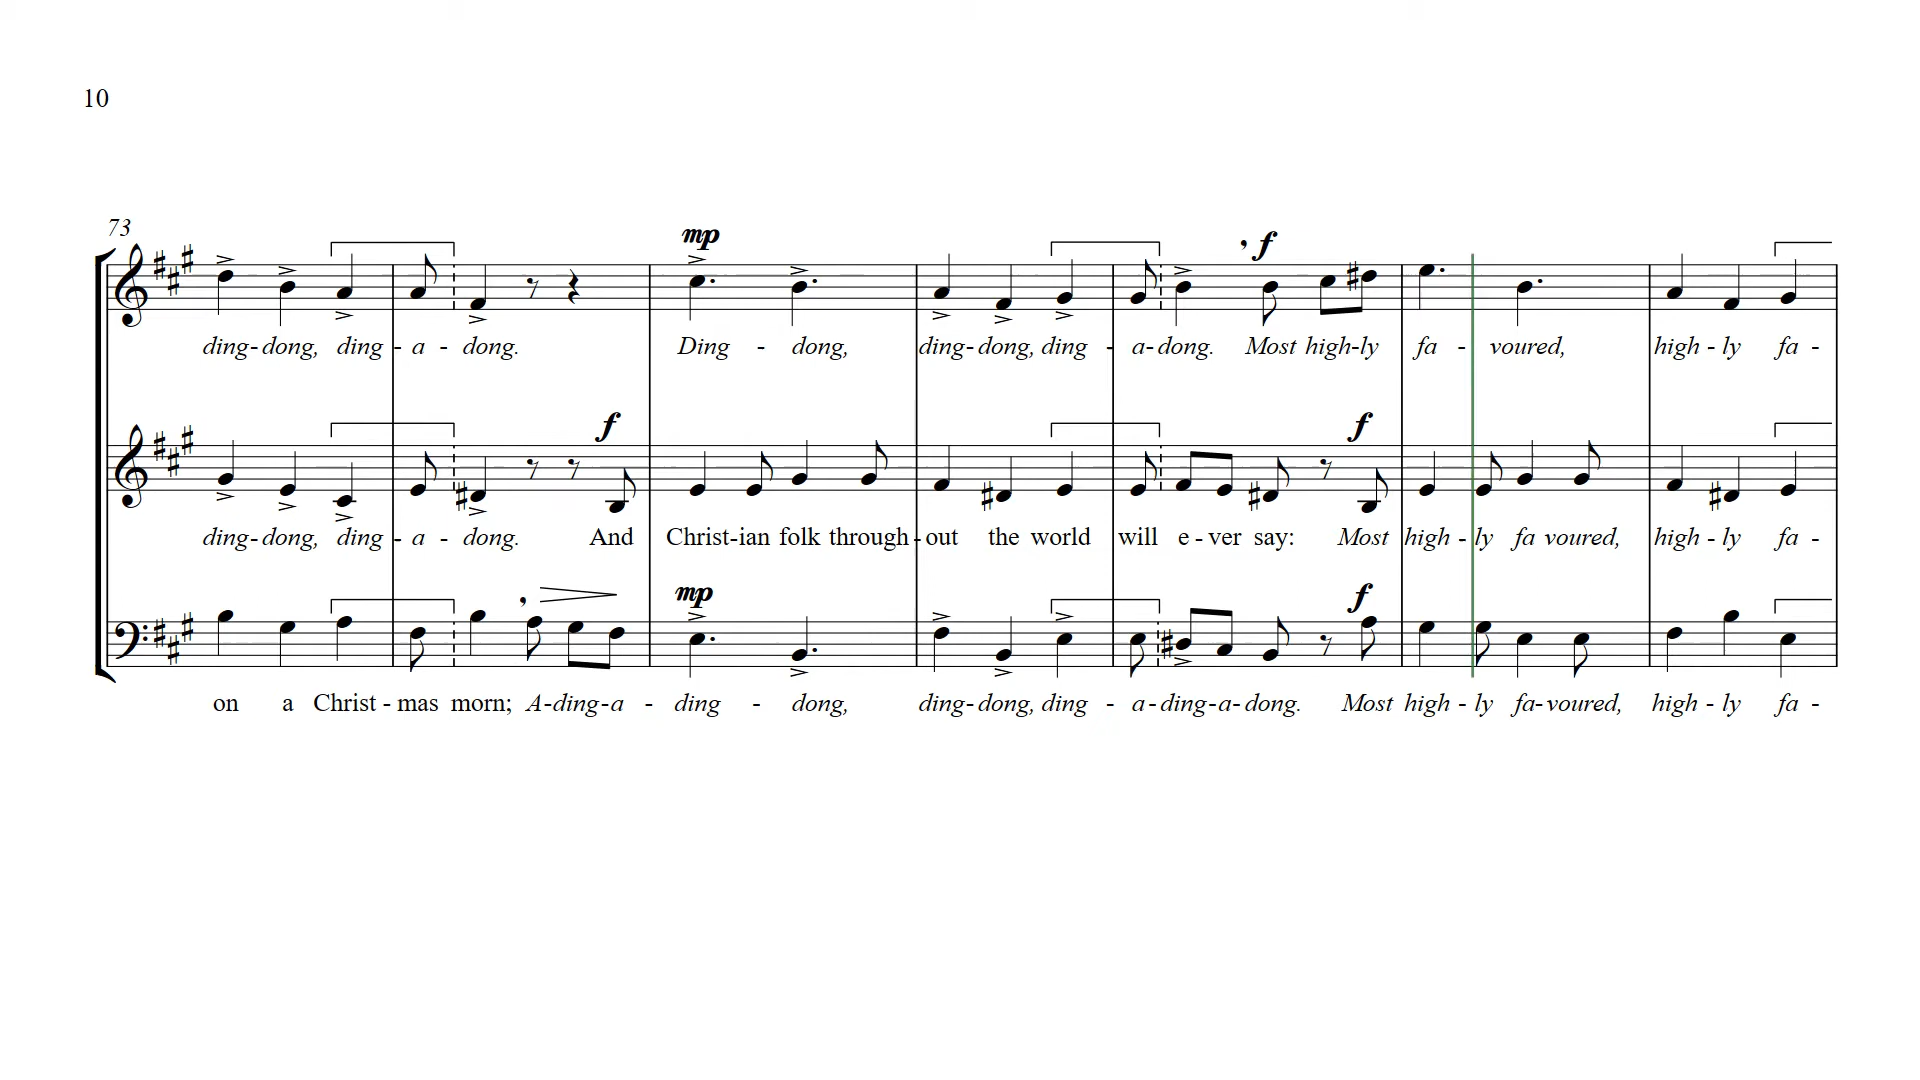 10
73
mp
f
ding-dong, ding - a - dong. Ding - dong, ding-dong, ding - a-dong. Most high-ly fa - voured, high - ly fa -
f
f
ding-dong, ding - a - dong. And Christ-ian folk through-out the world will e-ver say: Most high - ly fa voured, high - ly fa -
mp
f
on a Christ - mas morn; A-ding-a - ding - dong, ding-dong, ding - a-ding-a-dong. Most high - ly fa-voured, high - ly fa -